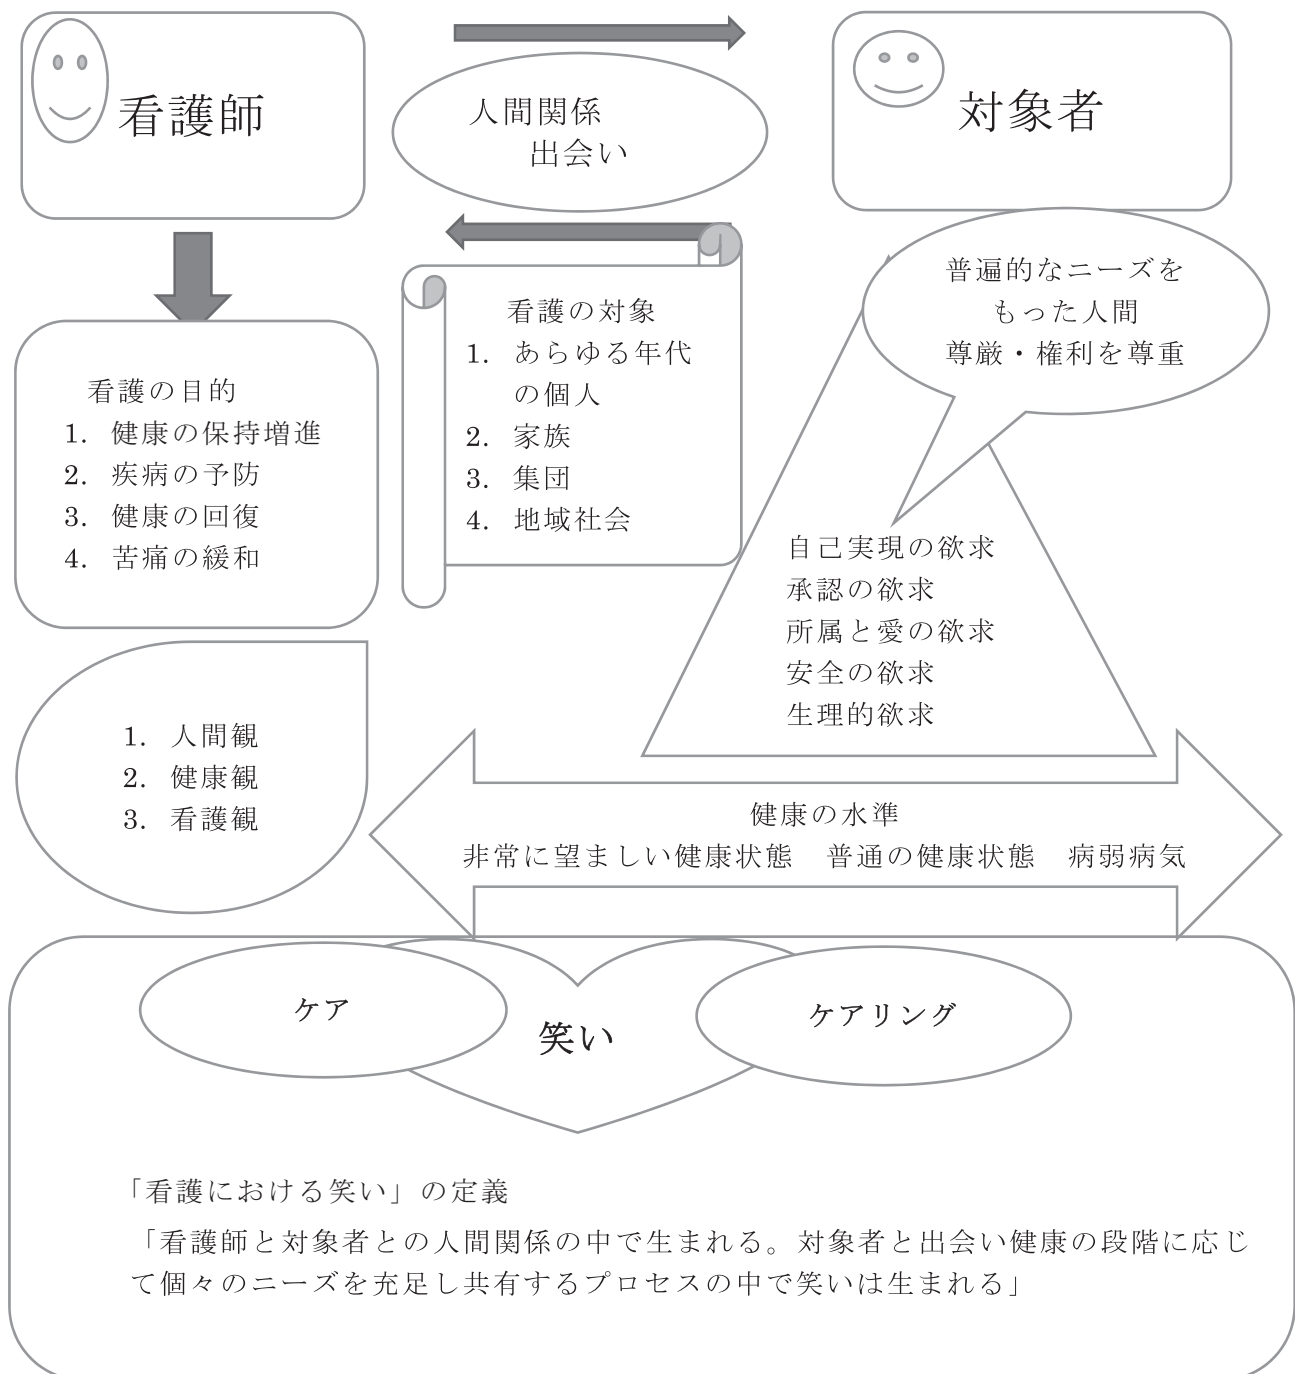 看護師
人間関係
出会い
対象者
普遍的なニーズを
もった人間
尊厳・権利を尊重
看護の対象
1. あらゆる年代
の個人
2. 家族
3. 集団
4. 地域社会
看護の目的
1. 健康の保持増進
2. 疾病の予防
3. 健康の回復
4. 苦痛の緩和
自己実現の欲求
承認の欲求
所属と愛の欲求
安全の欲求
生理的欲求
1. 人間観
2. 健康観
3. 看護観
健康の水準
非常に望ましい健康状態　普通の健康状態　病弱病気
ケア
笑い
ケアリング
「看護における笑い」の定義
「看護師と対象者との人間関係の中で生まれる。対象者と出会い健康の段階に応じ
て個々のニーズを充足し共有するプロセスの中で笑いは生まれる」